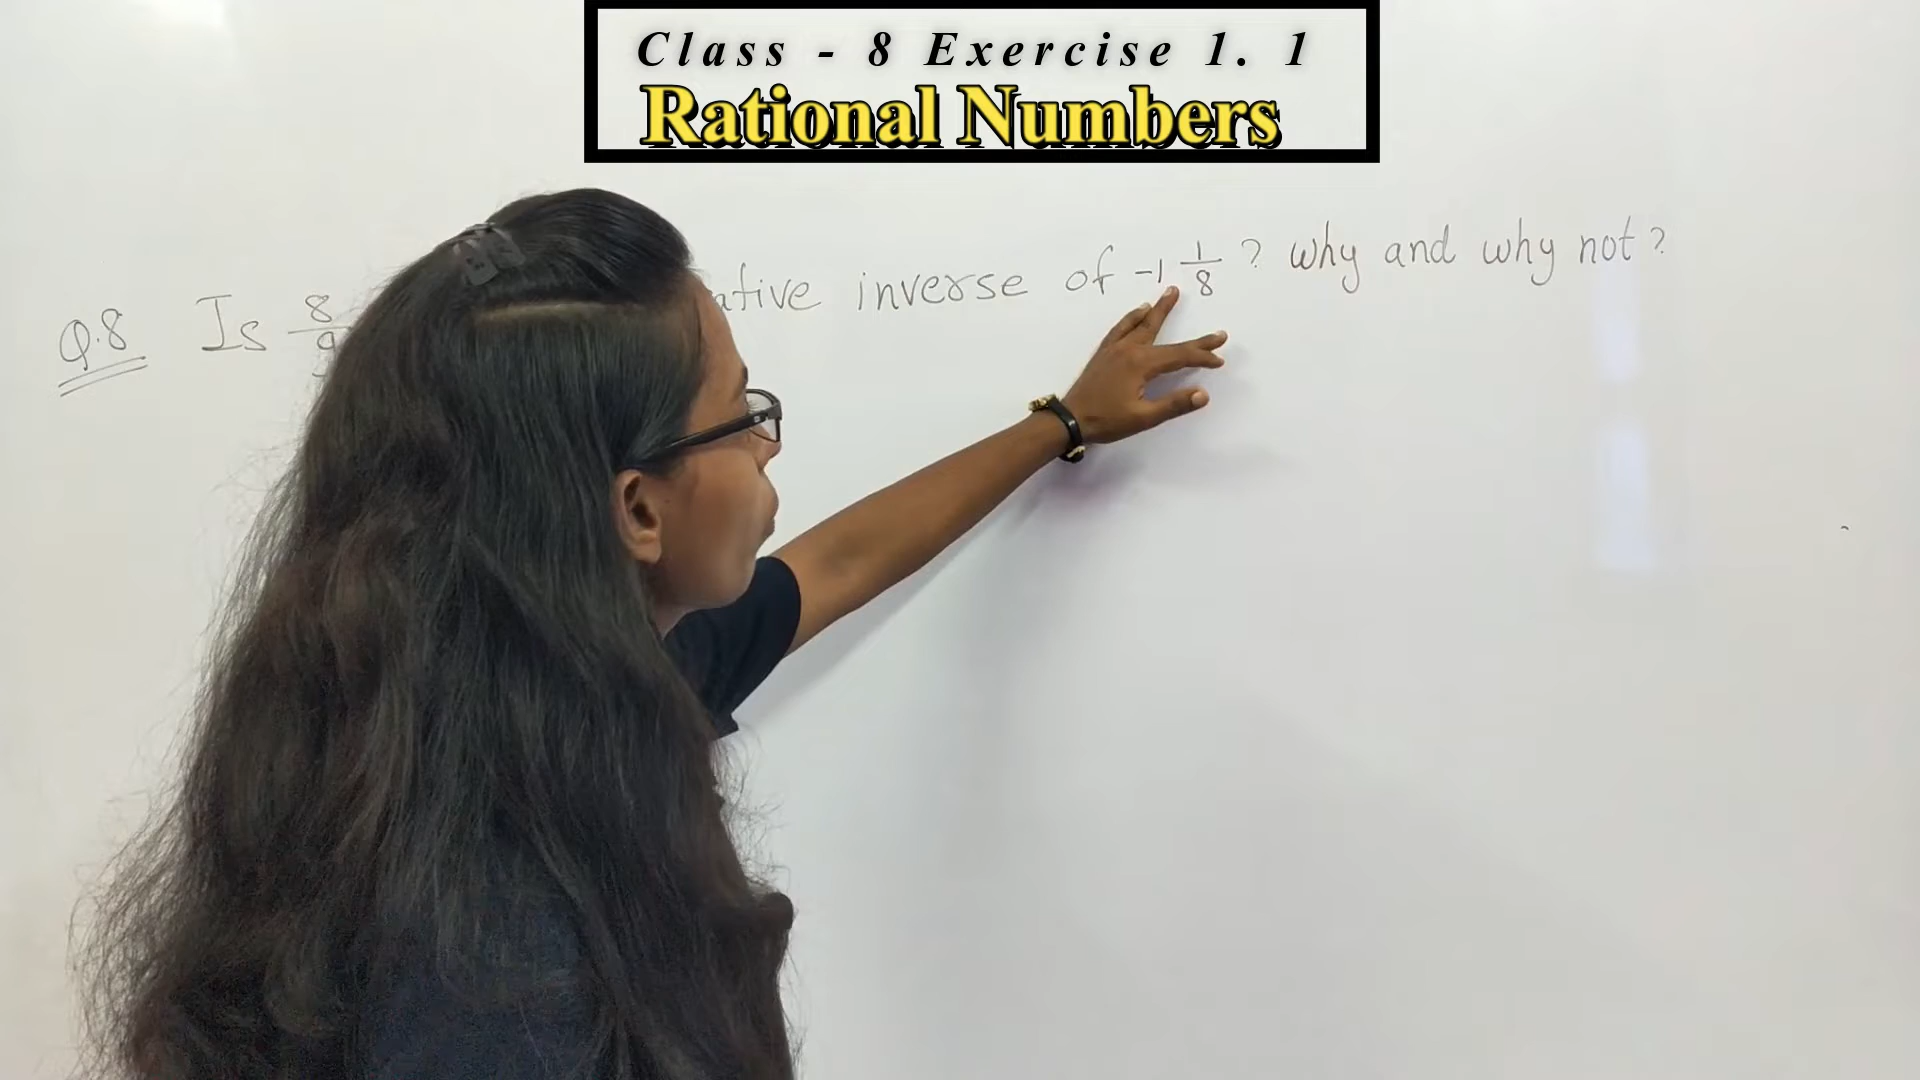 Class - 8 Exercise 1. 1
Rational Numbers
Q.8 Is 8/9 ative inverse of -1 1/8 ? why and why not ?